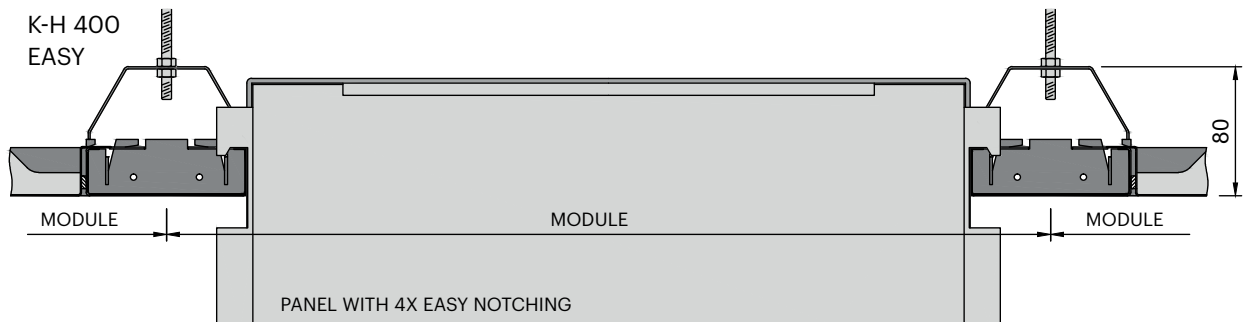 K-H 400
EASY
80
MODULE
MODULE
MODULE
PANEL WITH 4X EASY NOTCHING